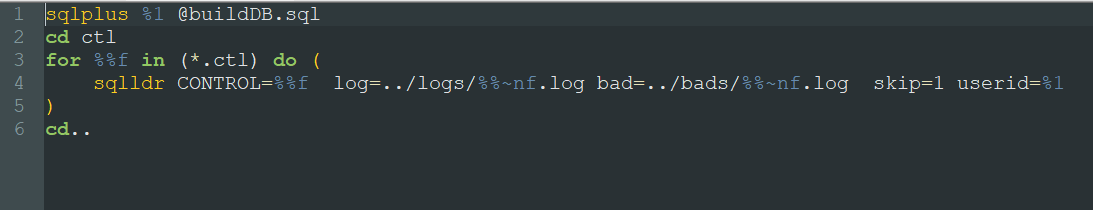 1 sqlplus %1 @buildDB.sql
2 cd ctl
3 for %%f in (*.ctl) do (
4     sqlldr CONTROL=%%f  log=../logs/%%~nf.log bad=../bads/%%~nf.log  skip=1 userid=%1
5 )
6 cd..